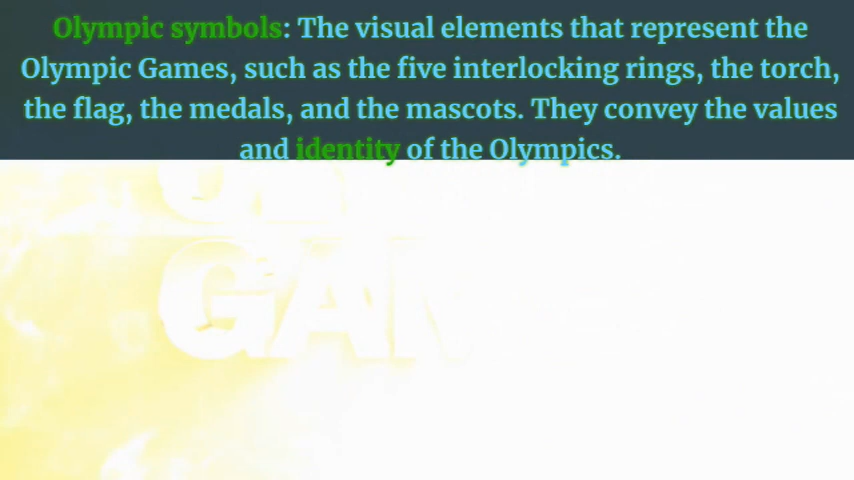 Olympic symbols: The visual elements that represent the
Olympic Games, such as the five interlocking rings, the torch,
the flag, the medals, and the mascots. They convey the values
and identity of the Olympics.